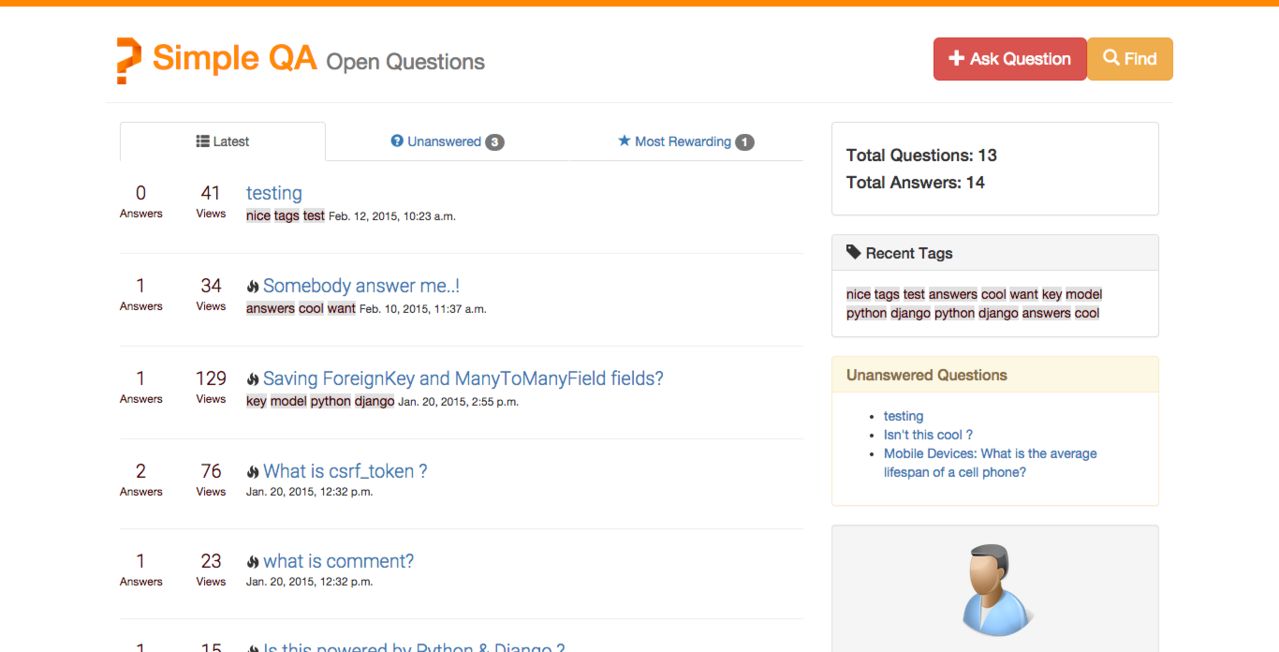 Simple QA Open Questions
Ask Question
Find
Latest
Unanswered 3
Most Rewarding 1
0 41 testing
Answers Views nice tags test Feb. 12, 2015, 10:23 a.m.
1 34 Somebody answer me..!
Answers Views answers cool want Feb. 10, 2015, 11:37 a.m.
1 129 Saving ForeignKey and ManyToManyField fields?
Answers Views key model python django Jan. 20, 2015, 2:55 p.m.
2 76 What is csrf_token ?
Answers Views Jan. 20, 2015, 12:32 p.m.
1 23 what is comment?
Answers Views Jan. 20, 2015, 12:32 p.m.
1 15 Is this powered by Python & Django ?
Total Questions: 13
Total Answers: 14
Recent Tags
nice tags test answers cool want key model
python django python django answers cool
Unanswered Questions
testing
Isn't this cool ?
Mobile Devices: What is the average
lifespan of a cell phone?